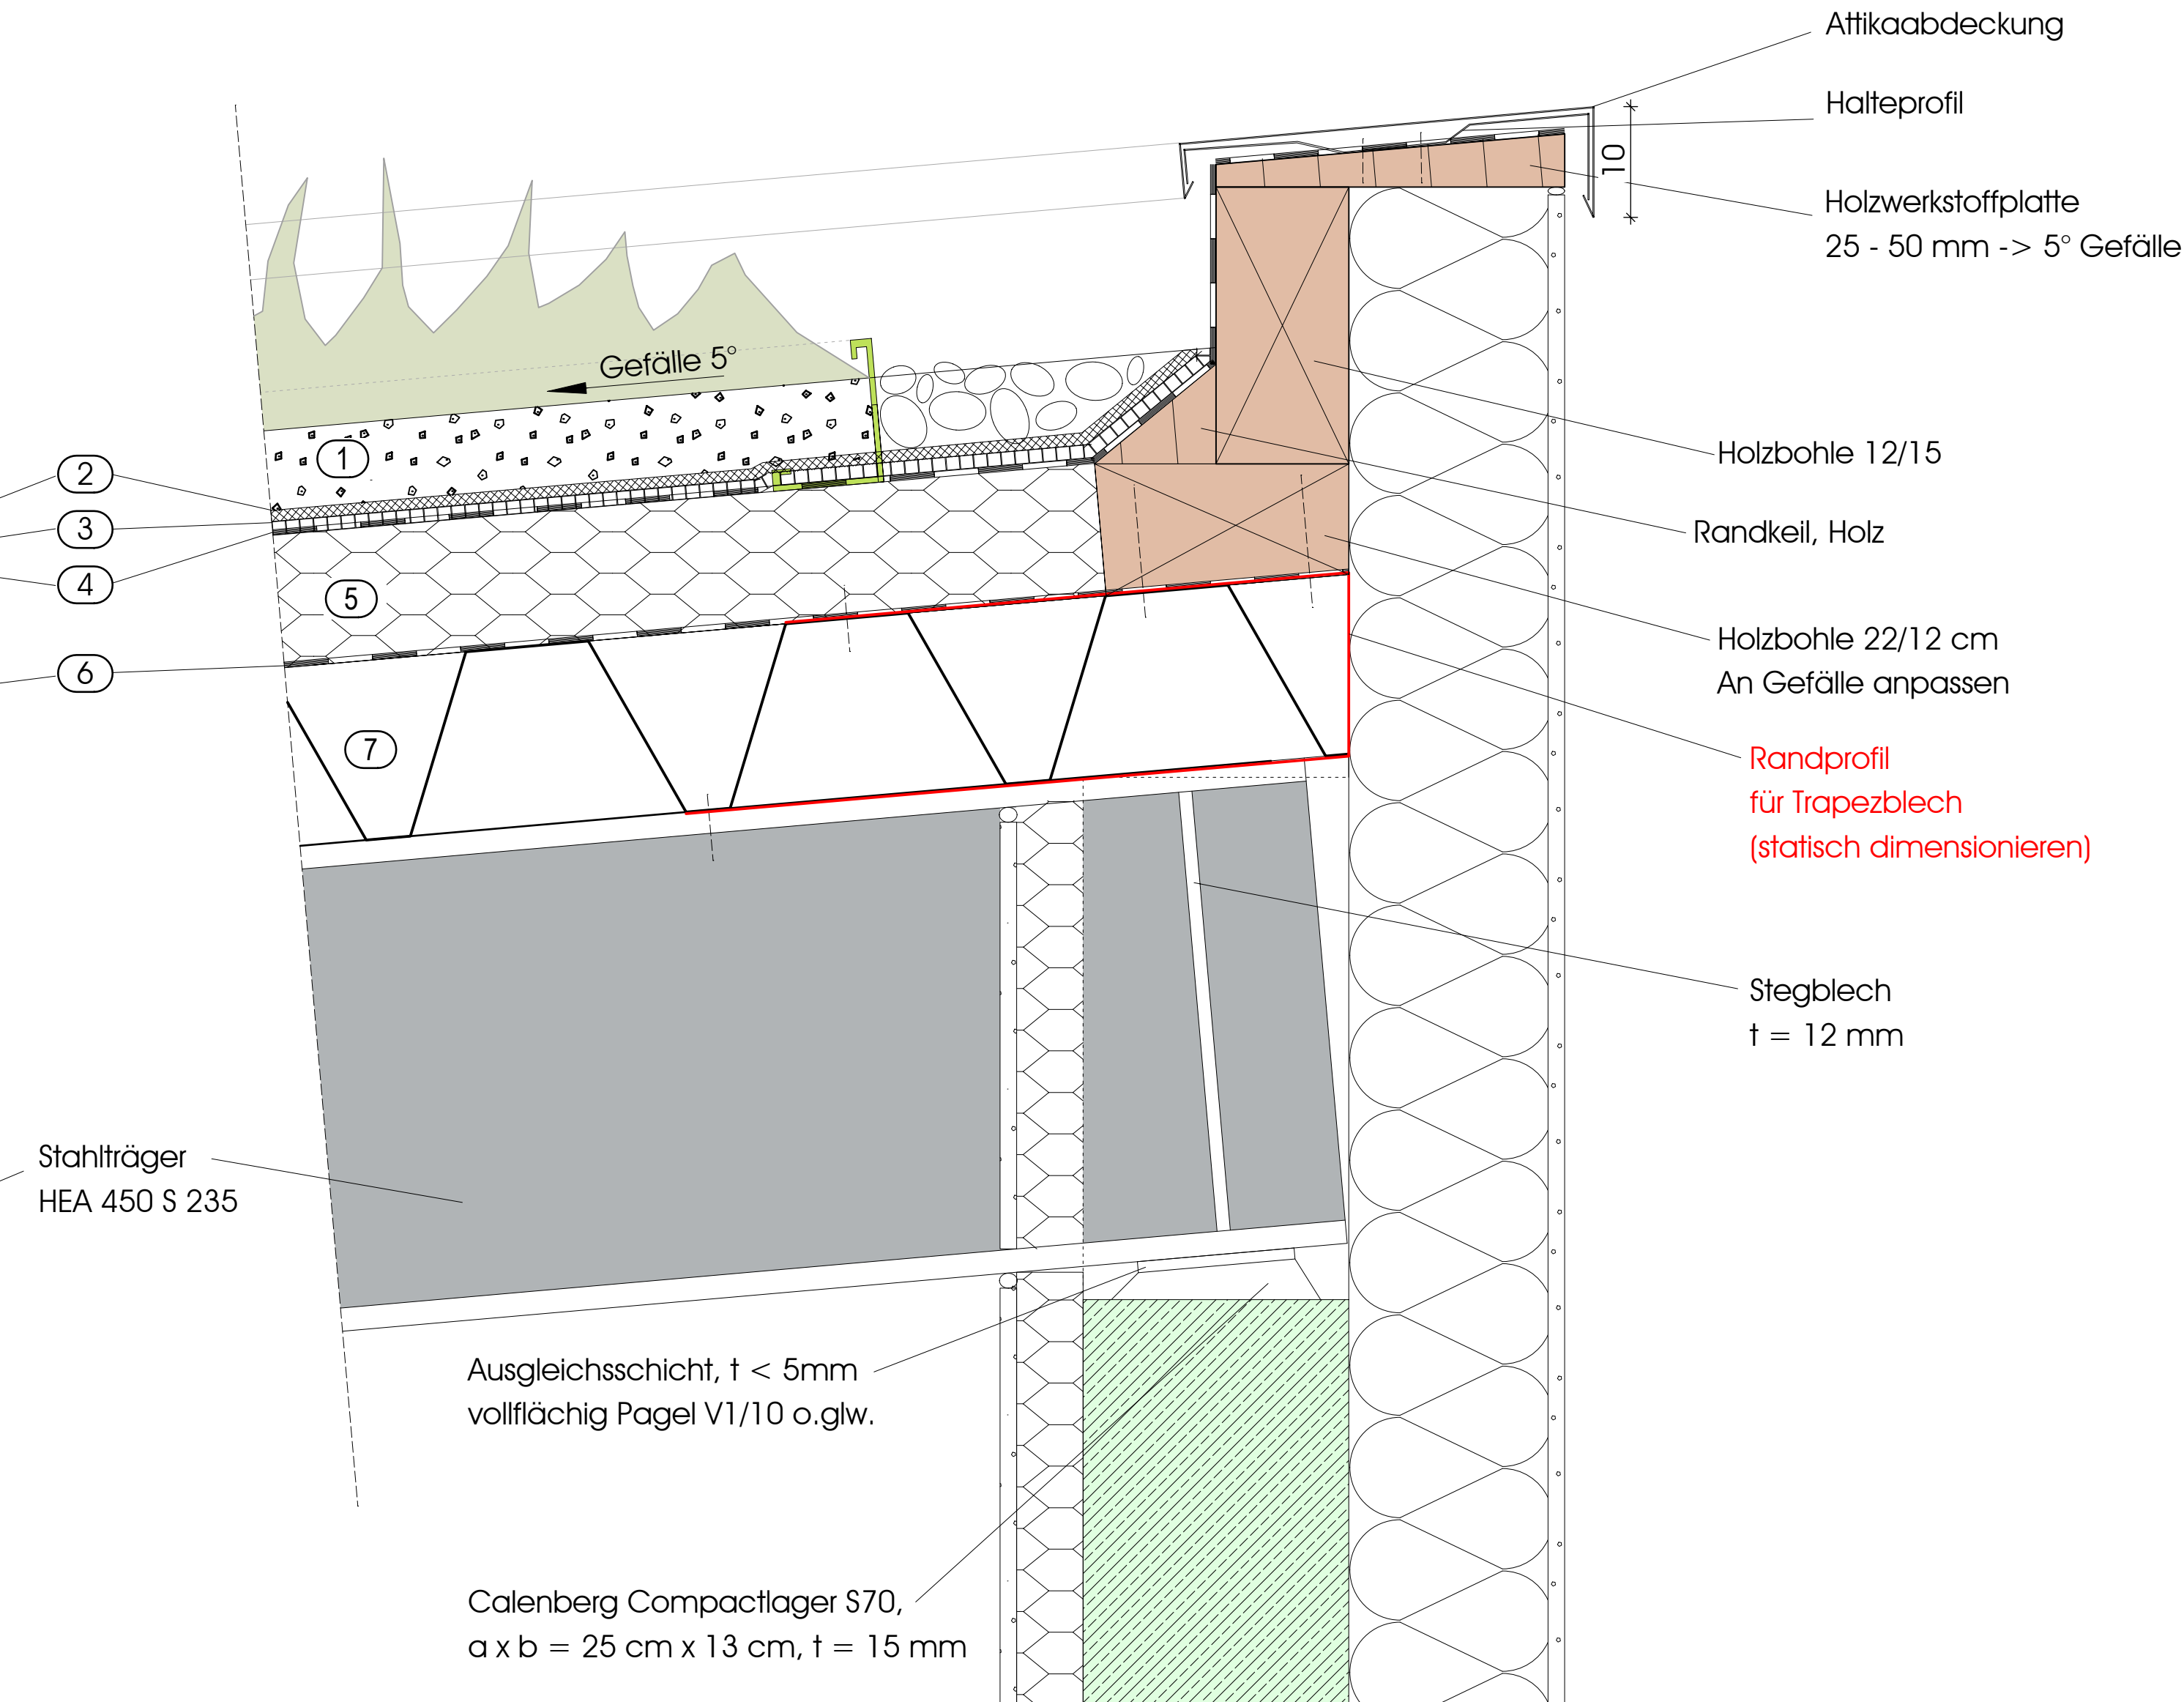 Attikaabdeckung
Halteprofil
10
Holzwerkstoffplatte
25 - 50 mm -> 5° Gefälle
Gefälle 5°
1
2
3
4
5
6
7
Holzbohle 12/15
Randkeil, Holz
Holzbohle 22/12 cm
An Gefälle anpassen
Randprofil
für Trapezblech
(statisch dimensionieren)
Stegblech
t = 12 mm
Stahlträger
HEA 450 S 235
Ausgleichsschicht, t < 5mm
vollflächig Pagel V1/10 o.glw.
Calenberg Compactlager S70,
a x b = 25 cm x 13 cm, t = 15 mm